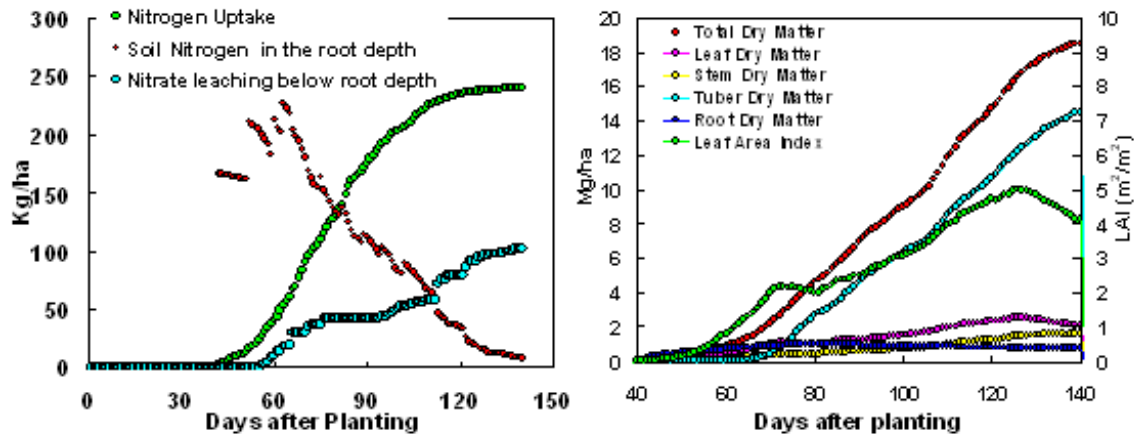 300
250
200
150
100
50
0
Kg/ha
Nitrogen Uptake
Soil Nitrogen in the root depth
Nitrate leaching below root depth
0 30 60 90 120 150
Days after Planting
20
18
16
14
12
10
8
6
4
2
0
Mg/ha
Total Dry Matter
Leaf Dry Matter
Stem Dry Matter
Tuber Dry Matter
Root Dry Matter
Leaf Area Index
10
9
8
7
6
5
4
3
2
1
0
LAI (m²/m²)
40 60 80 100 120 140
Days after planting